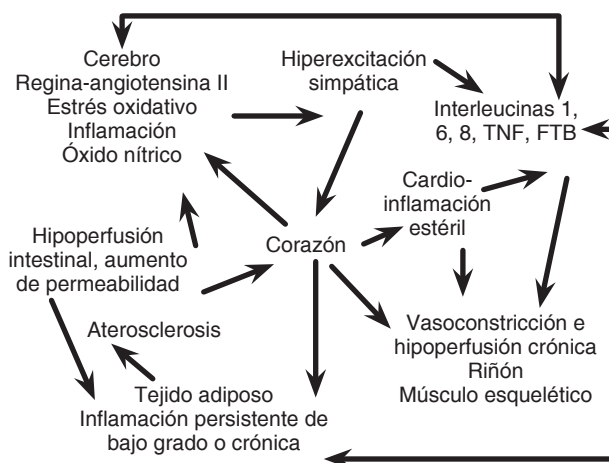 Cerebro
Regina-angiotensina II
Estrés oxidativo
Inflamación
Óxido nítrico
Hiperexcitación
simpática
Interleucinas 1,
6, 8, TNF, FTB
Cardio-
inflamación
estéril
Hipoperfusión
intestinal, aumento
de permeabilidad
Corazón
Aterosclerosis
Vasoconstricción e
hipoperfusión crónica
Riñón
Músculo esquelético
Tejido adiposo
Inflamación persistente de
bajo grado o crónica